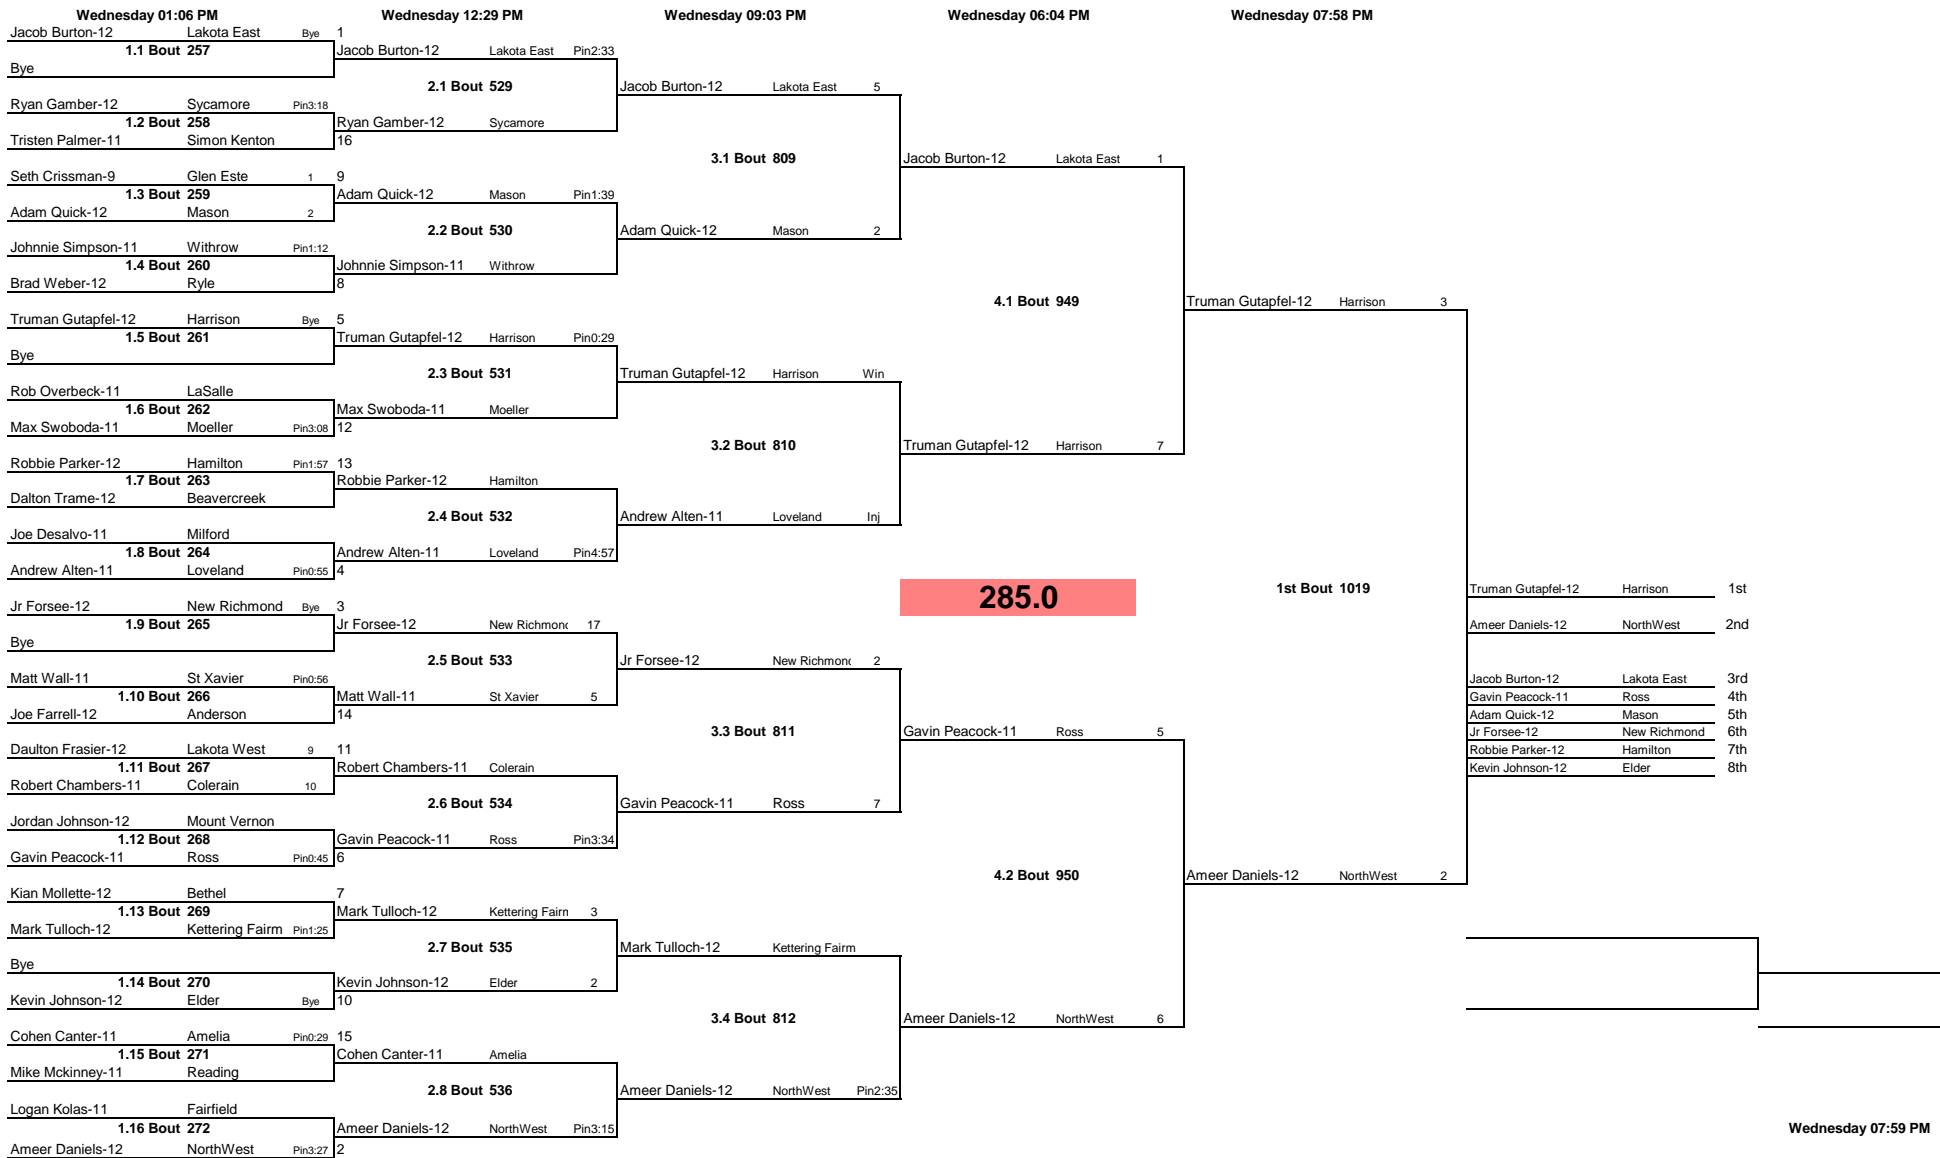 Wednesday 01:06 PM Wednesday 12:29 PM Wednesday 09:03 PM Wednesday 06:04 PM Wednesday 07:58 PM
Jacob Burton-12 Lakota East Bye 1
1.1 Bout 257
Bye
Ryan Gamber-12 Sycamore Pin3:18
1.2 Bout 258
Tristen Palmer-11 Simon Kenton 16
Seth Crissman-9 Glen Este 1 9
1.3 Bout 259
Adam Quick-12 Mason 2
Johnnie Simpson-11 Withrow Pin1:12
1.4 Bout 260
Brad Weber-12 Ryle 8
Truman Gutapfel-12 Harrison Bye 5
1.5 Bout 261
Bye
Rob Overbeck-11 LaSalle
1.6 Bout 262
Max Swoboda-11 Moeller Pin3:08 12
Robbie Parker-12 Hamilton Pin1:57 13
1.7 Bout 263
Dalton Trame-12 Beavercreek
Joe Desalvo-11 Milford
1.8 Bout 264
Andrew Alten-11 Loveland Pin0:55 4
Jr Forsee-12 New Richmond Bye 3
1.9 Bout 265
Bye
Matt Wall-11 St Xavier Pin0:56
1.10 Bout 266
Joe Farrell-12 Anderson 14
Daulton Frasier-12 Lakota West 9 11
1.11 Bout 267
Robert Chambers-11 Colerain 10
Jordan Johnson-12 Mount Vernon
1.12 Bout 268
Gavin Peacock-11 Ross Pin0:45 6
Kian Mollette-12 Bethel 7
1.13 Bout 269
Mark Tulloch-12 Kettering Fairm Pin1:25
Bye
1.14 Bout 270
Kevin Johnson-12 Elder Bye 10
Cohen Canter-11 Amelia Pin0:29 15
1.15 Bout 271
Mike Mckinney-11 Reading
Logan Kolas-11 Fairfield
1.16 Bout 272
Ameer Daniels-12 NorthWest Pin3:27 2
Jacob Burton-12 Lakota East Pin2:33
2.1 Bout 529
Ryan Gamber-12 Sycamore
Adam Quick-12 Mason Pin1:39
2.2 Bout 530
Johnnie Simpson-11 Withrow
Truman Gutapfel-12 Harrison Pin0:29
2.3 Bout 531
Max Swoboda-11 Moeller
Robbie Parker-12 Hamilton
2.4 Bout 532
Andrew Alten-11 Loveland Pin4:57
Jr Forsee-12 New Richmond 17
2.5 Bout 533
Matt Wall-11 St Xavier 5
Robert Chambers-11 Colerain
2.6 Bout 534
Gavin Peacock-11 Ross Pin3:34
Mark Tulloch-12 Kettering Fairm 3
2.7 Bout 535
Kevin Johnson-12 Elder 2
Cohen Canter-11 Amelia
2.8 Bout 536
Ameer Daniels-12 NorthWest Pin3:15
Jacob Burton-12 Lakota East 5
3.1 Bout 809
Adam Quick-12 Mason 2
Truman Gutapfel-12 Harrison Win
3.2 Bout 810
Andrew Alten-11 Loveland Inj
Jr Forsee-12 New Richmond 2
3.3 Bout 811
Gavin Peacock-11 Ross 7
Mark Tulloch-12 Kettering Fairm
3.4 Bout 812
Ameer Daniels-12 NorthWest Pin2:35
Jacob Burton-12 Lakota East 1
4.1 Bout 949
Truman Gutapfel-12 Harrison 7
285.0
Gavin Peacock-11 Ross 5
4.2 Bout 950
Ameer Daniels-12 NorthWest 6
Truman Gutapfel-12 Harrison 3
1st Bout 1019
Ameer Daniels-12 NorthWest 2
Truman Gutapfel-12 Harrison 1st
Ameer Daniels-12 NorthWest 2nd
Jacob Burton-12 Lakota East 3rd
Gavin Peacock-11 Ross 4th
Adam Quick-12 Mason 5th
Jr Forsee-12 New Richmond 6th
Robbie Parker-12 Hamilton 7th
Kevin Johnson-12 Elder 8th
Wednesday 07:59 PM